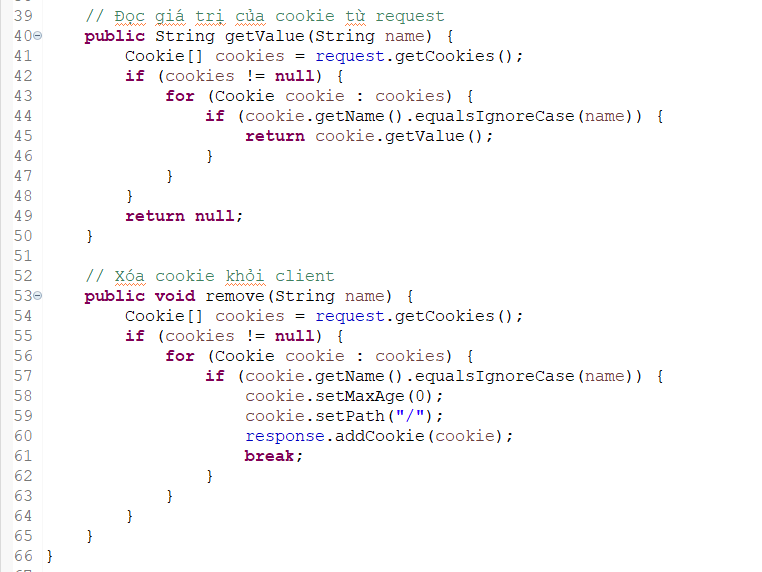 39 // Đọc giá trị của cookie từ request
40 public String getValue(String name) {
41 Cookie[] cookies = request.getCookies();
42 if (cookies != null) {
43 for (Cookie cookie : cookies) {
44 if (cookie.getName().equalsIgnoreCase(name)) {
45 return cookie.getValue();
46 }
47 }
48 }
49 return null;
50 }
51
52 // Xóa cookie khỏi client
53 public void remove(String name) {
54 Cookie[] cookies = request.getCookies();
55 if (cookies != null) {
56 for (Cookie cookie : cookies) {
57 if (cookie.getName().equalsIgnoreCase(name)) {
58 cookie.setMaxAge(0);
59 cookie.setPath("/");
60 response.addCookie(cookie);
61 break;
62 }
63 }
64 }
65 }
66 }